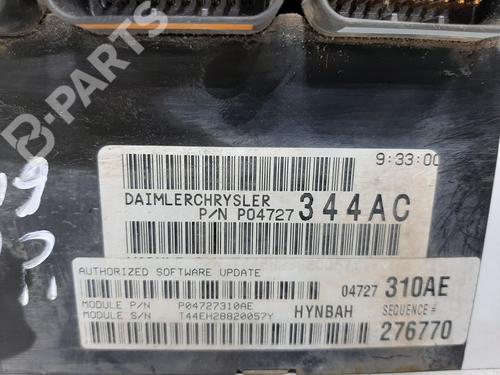 B-PARTS
9:33:00
DAIMLERCHRYSLER
P/N P04727 344AC
AUTHORIZED SOFTWARE UPDATE
04727 310AE
MODULE P/N P04727310AE
MODULE S/N T44EH28820057Y
HYNBAH SEQUENCE #
276770